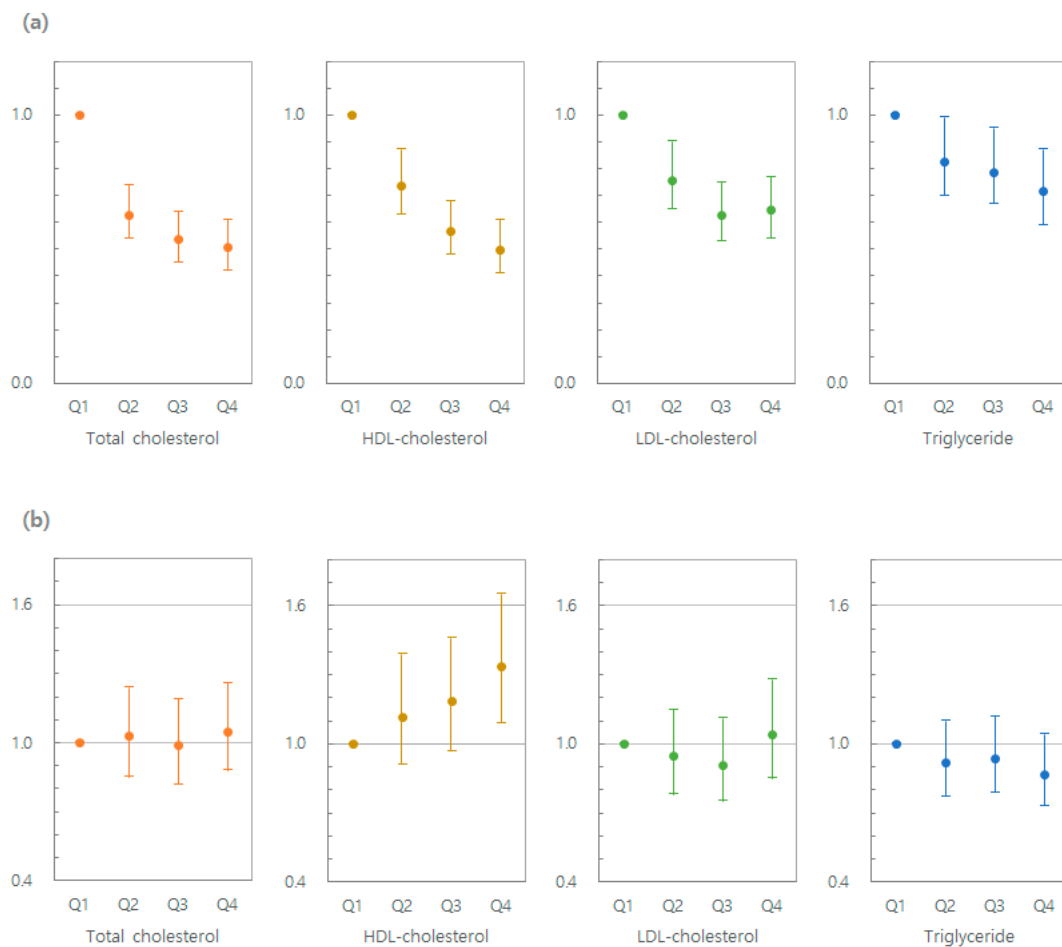 (a)
1.0 1.0 1.0 1.0
0.0 0.0 0.0 0.0
Q1 Q2 Q3 Q4 Q1 Q2 Q3 Q4 Q1 Q2 Q3 Q4 Q1 Q2 Q3 Q4
Total cholesterol HDL-cholesterol LDL-cholesterol Triglyceride
(b)
1.6 1.6 1.6 1.6
1.0 1.0 1.0 1.0
0.4 0.4 0.4 0.4
Q1 Q2 Q3 Q4 Q1 Q2 Q3 Q4 Q1 Q2 Q3 Q4 Q1 Q2 Q3 Q4
Total cholesterol HDL-cholesterol LDL-cholesterol Triglyceride